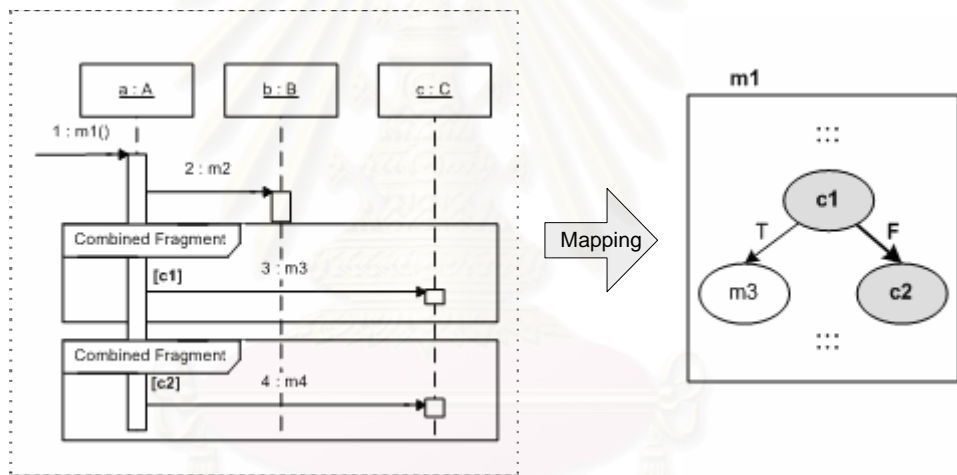 a : A
b : B
c : C
1 : m1()
2 : m2
Combined Fragment
[c1]
3 : m3
Combined Fragment
[c2]
4 : m4
Mapping
m1
:::
c1
T
F
m3
c2
:::